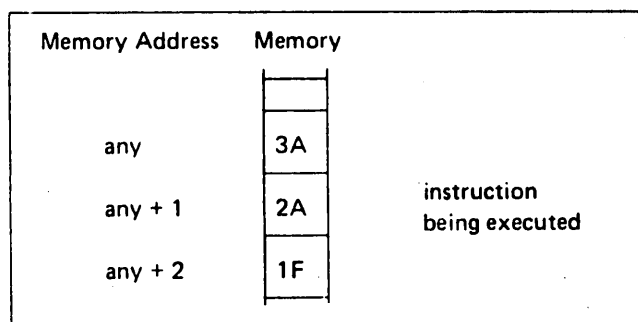 Memory Address Memory
any 3A
any + 1 2A instruction
being executed
any + 2 1F